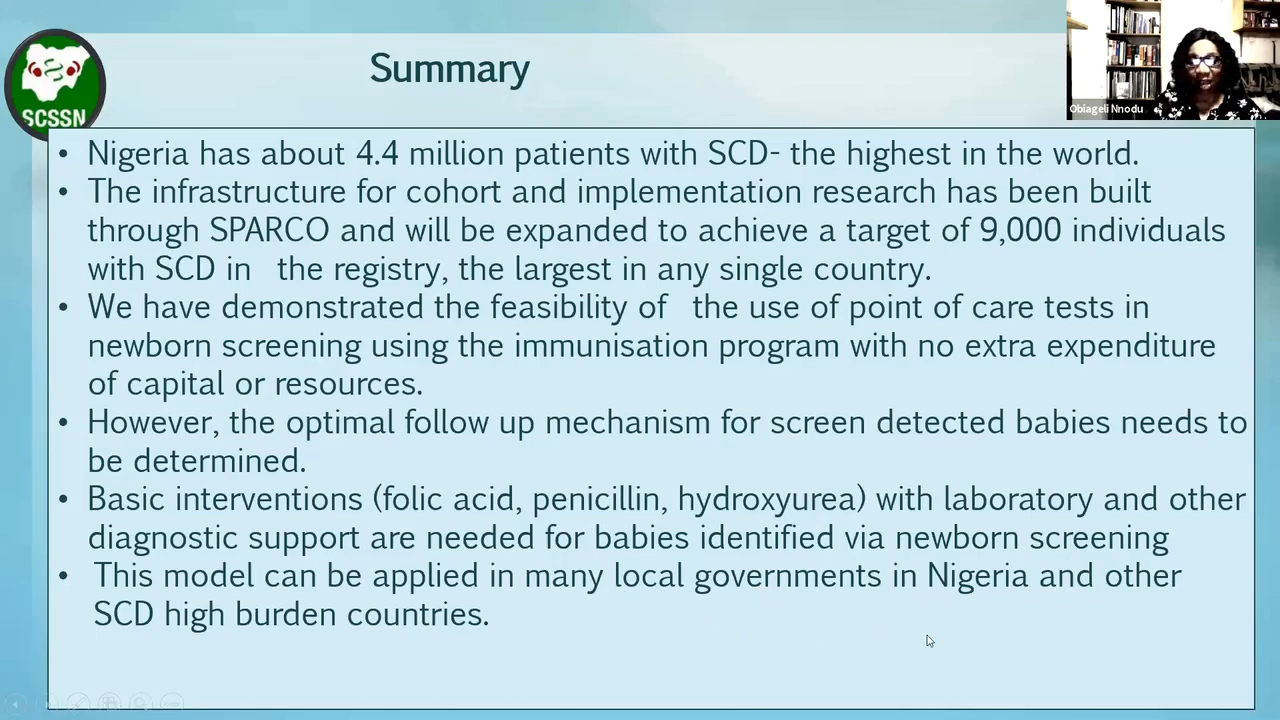 Summary
Obiageli Nnodu
SCSSN
• Nigeria has about 4.4 million patients with SCD- the highest in the world.
• The infrastructure for cohort and implementation research has been built
through SPARCO and will be expanded to achieve a target of 9,000 individuals
with SCD in the registry, the largest in any single country.
• We have demonstrated the feasibility of the use of point of care tests in
newborn screening using the immunisation program with no extra expenditure
of capital or resources.
• However, the optimal follow up mechanism for screen detected babies needs to
be determined.
• Basic interventions (folic acid, penicillin, hydroxyurea) with laboratory and other
diagnostic support are needed for babies identified via newborn screening
• This model can be applied in many local governments in Nigeria and other
SCD high burden countries.